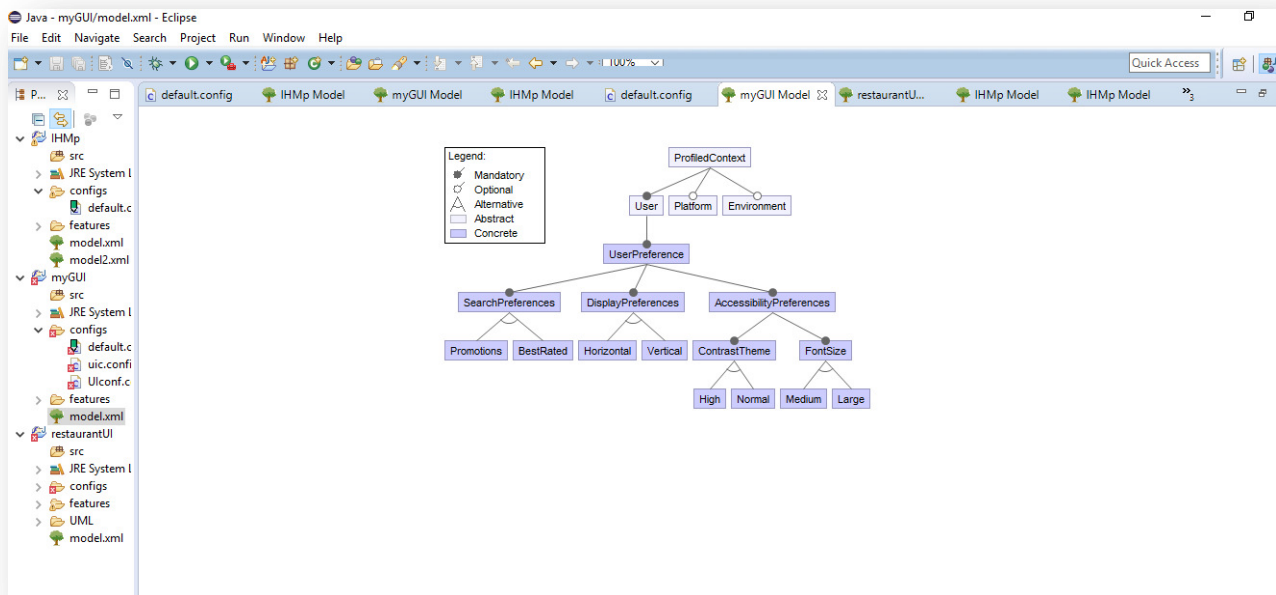 Java - myGUI/model.xml - Eclipse
File Edit Navigate Search Project Run Window Help
100% Quick Access
P... default.config IHMp Model myGUI Model IHMp Model default.config myGUI Model restaurantU... IHMp Model IHMp Model »3
IHMp
src
JRE System L
configs
default.c
features
model.xml
model2.xml
myGUI
src
JRE System L
configs
default.c
uic.confi
UIconf.c
features
model.xml
restaurantUI
src
JRE System L
configs
features
UML
model.xml
Legend:
Mandatory
Optional
Alternative
Abstract
Concrete
ProfiledContext
User Platform Environment
UserPreference
SearchPreferences DisplayPreferences AccessibilityPreferences
Promotions BestRated Horizontal Vertical ContrastTheme FontSize
High Normal Medium Large